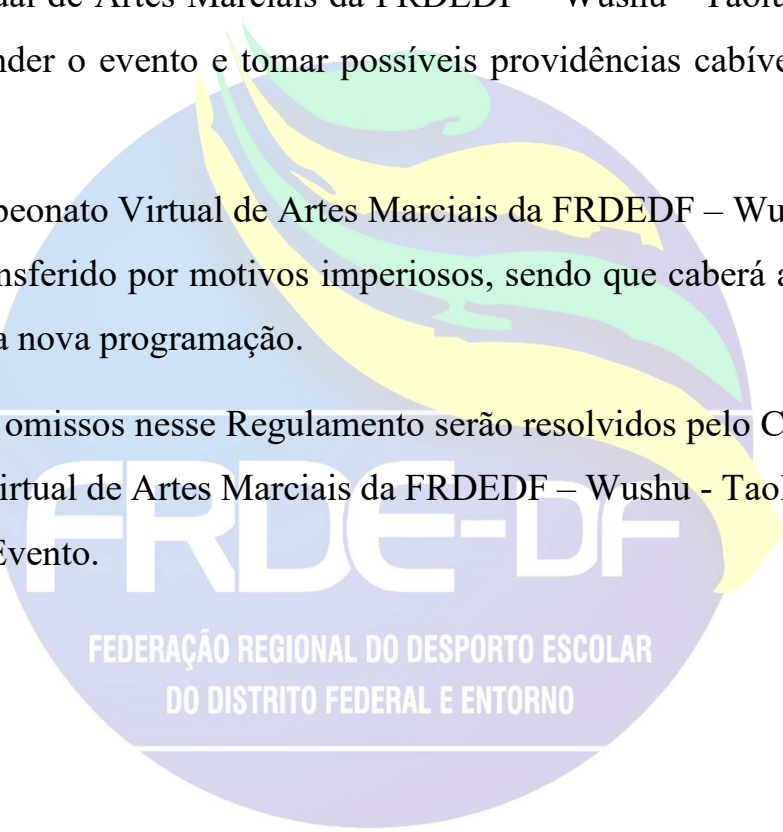 ual de Artes Marciais da FRDEDF – Wushu - Taolu
nder o evento e tomar possíveis providências cabíve
peonato Virtual de Artes Marciais da FRDEDF – Wu
nsferido por motivos imperiosos, sendo que caberá a
a nova programação.
omissos nesse Regulamento serão resolvidos pelo C
irtual de Artes Marciais da FRDEDF – Wushu - Taol
Evento.
FRDE-DF
FEDERAÇÃO REGIONAL DO DESPORTO ESCOLAR
DO DISTRITO FEDERAL E ENTORNO